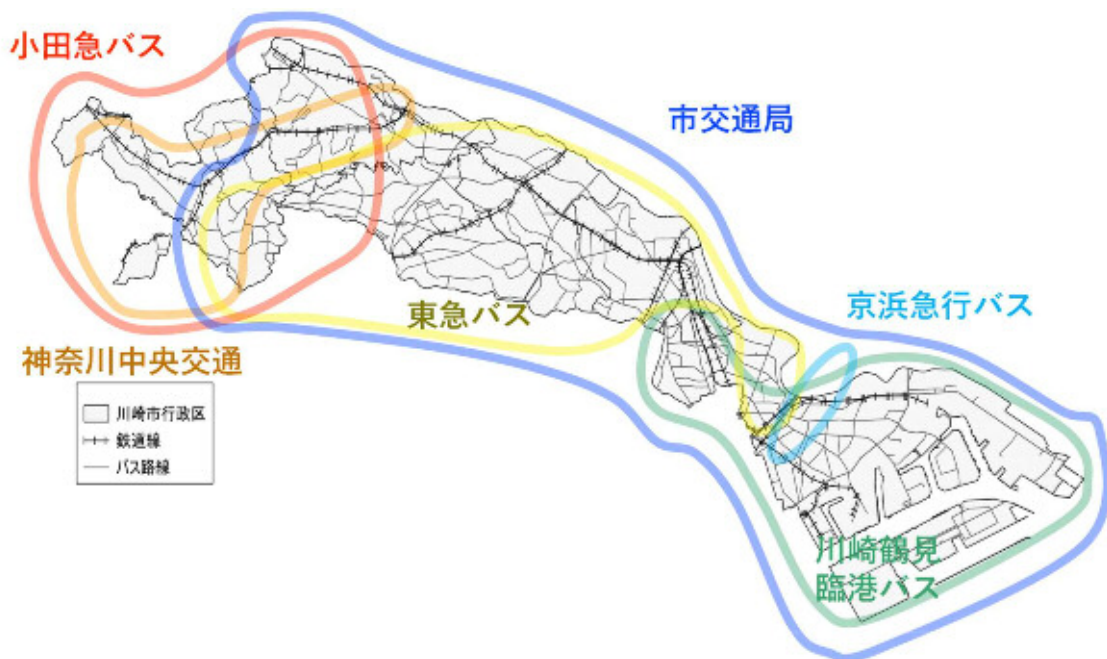 小田急バス
市交通局
京浜急行バス
東急バス
神奈川中央交通
川崎市行政区
鉄道線
バス路線
川崎鶴見
臨港バス